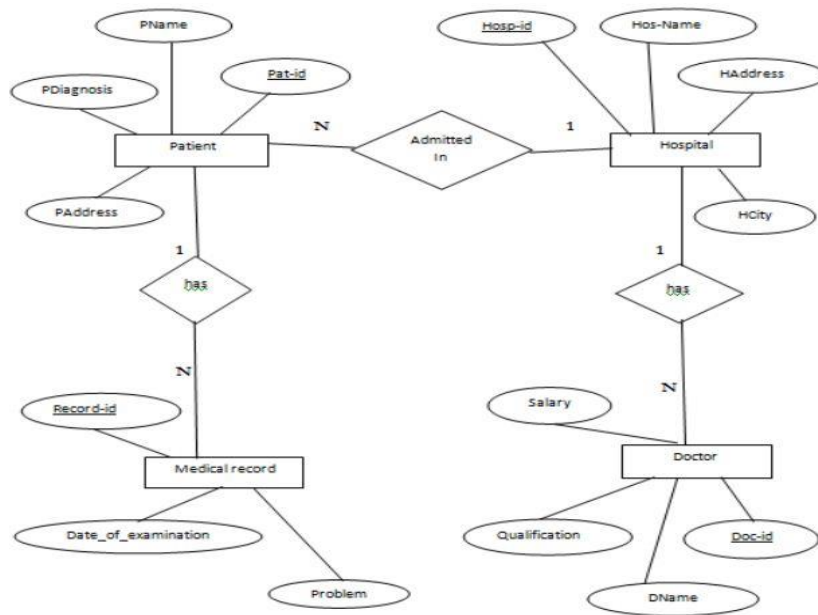 PName
Hosp-id
Hos-Name
PDiagnosis
Pat-id
HAddress
N
Admitted
In
1
Patient
Hospital
PAddress
HCity
1
1
has
has
N
N
Record-id
Salary
Medical record
Doctor
Date_of_examination
Qualification
Doc-id
Problem
DName